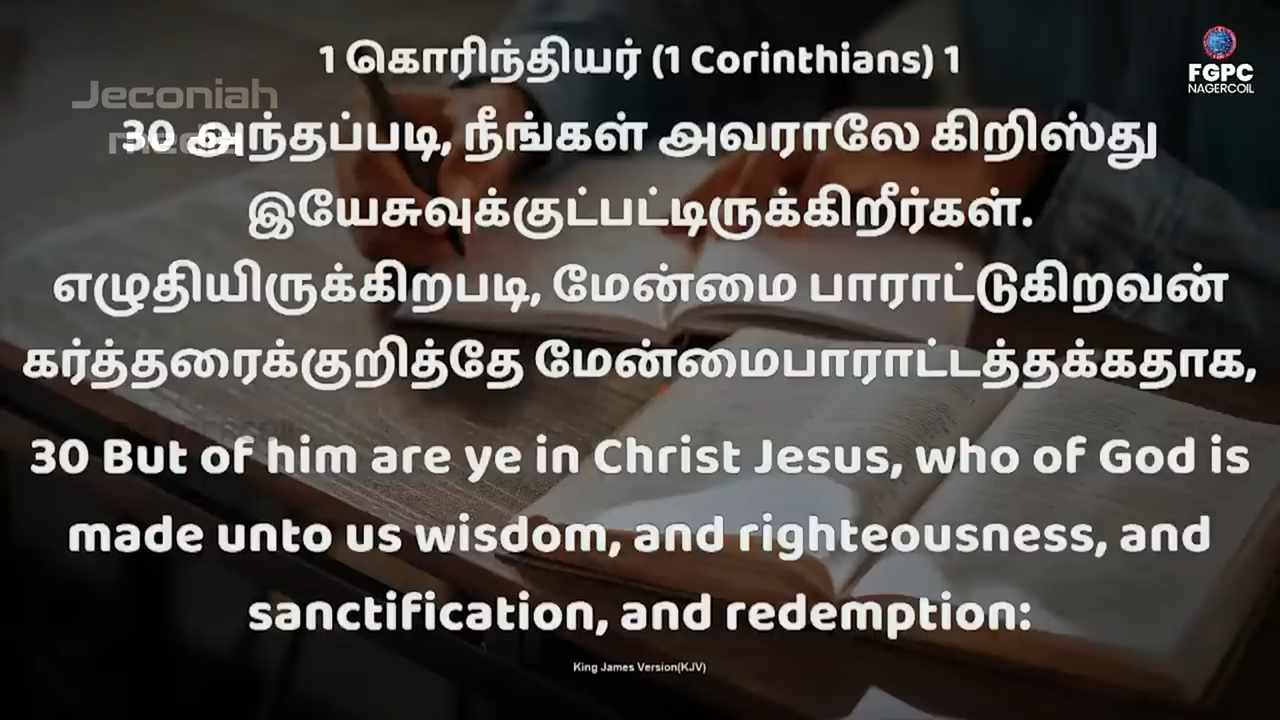 1 கொரிந்தியர் (1 Corinthians) 1
FGPC
NAGERCOIL
Jeconiah
media
30 அந்தப்படி, நீங்கள் அவராலே கிறிஸ்து
இயேசுவுக்குட்பட்டிருக்கிறீர்கள்.
எழுதியிருக்கிறபடி, மேன்மை பாராட்டுகிறவன்
கர்த்தரைக்குறித்தே மேன்மைபாராட்டத்தக்கதாக,
30 But of him are ye in Christ Jesus, who of God is
made unto us wisdom, and righteousness, and
sanctification, and redemption:
King James Version(KJV)